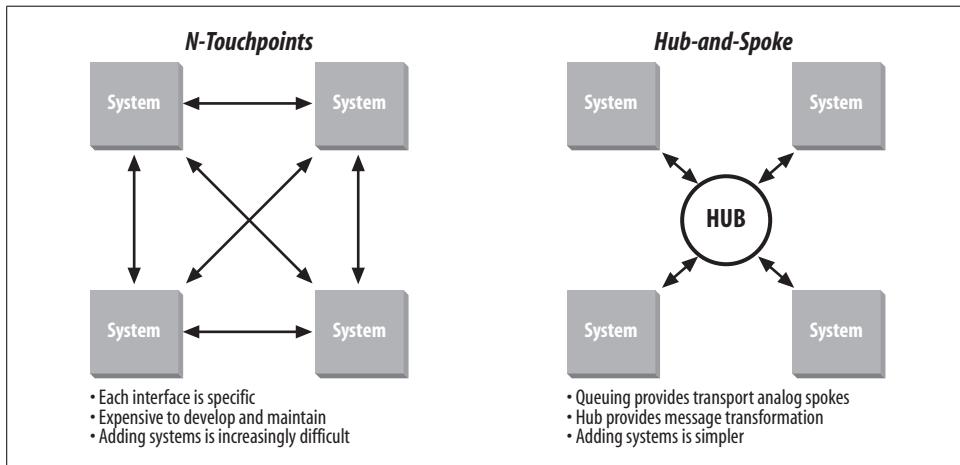 N-Touchpoints
System
System
System
System
• Each interface is specific
• Expensive to develop and maintain
• Adding systems is increasingly difficult
Hub-and-Spoke
System
System
HUB
System
System
• Queuing provides transport analog spokes
• Hub provides message transformation
• Adding systems is simpler